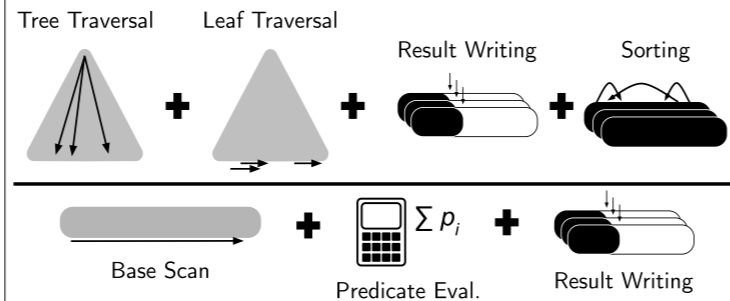 Tree Traversal
Leaf Traversal
Result Writing
Sorting
∑ p_i
Base Scan
Predicate Eval.
Result Writing